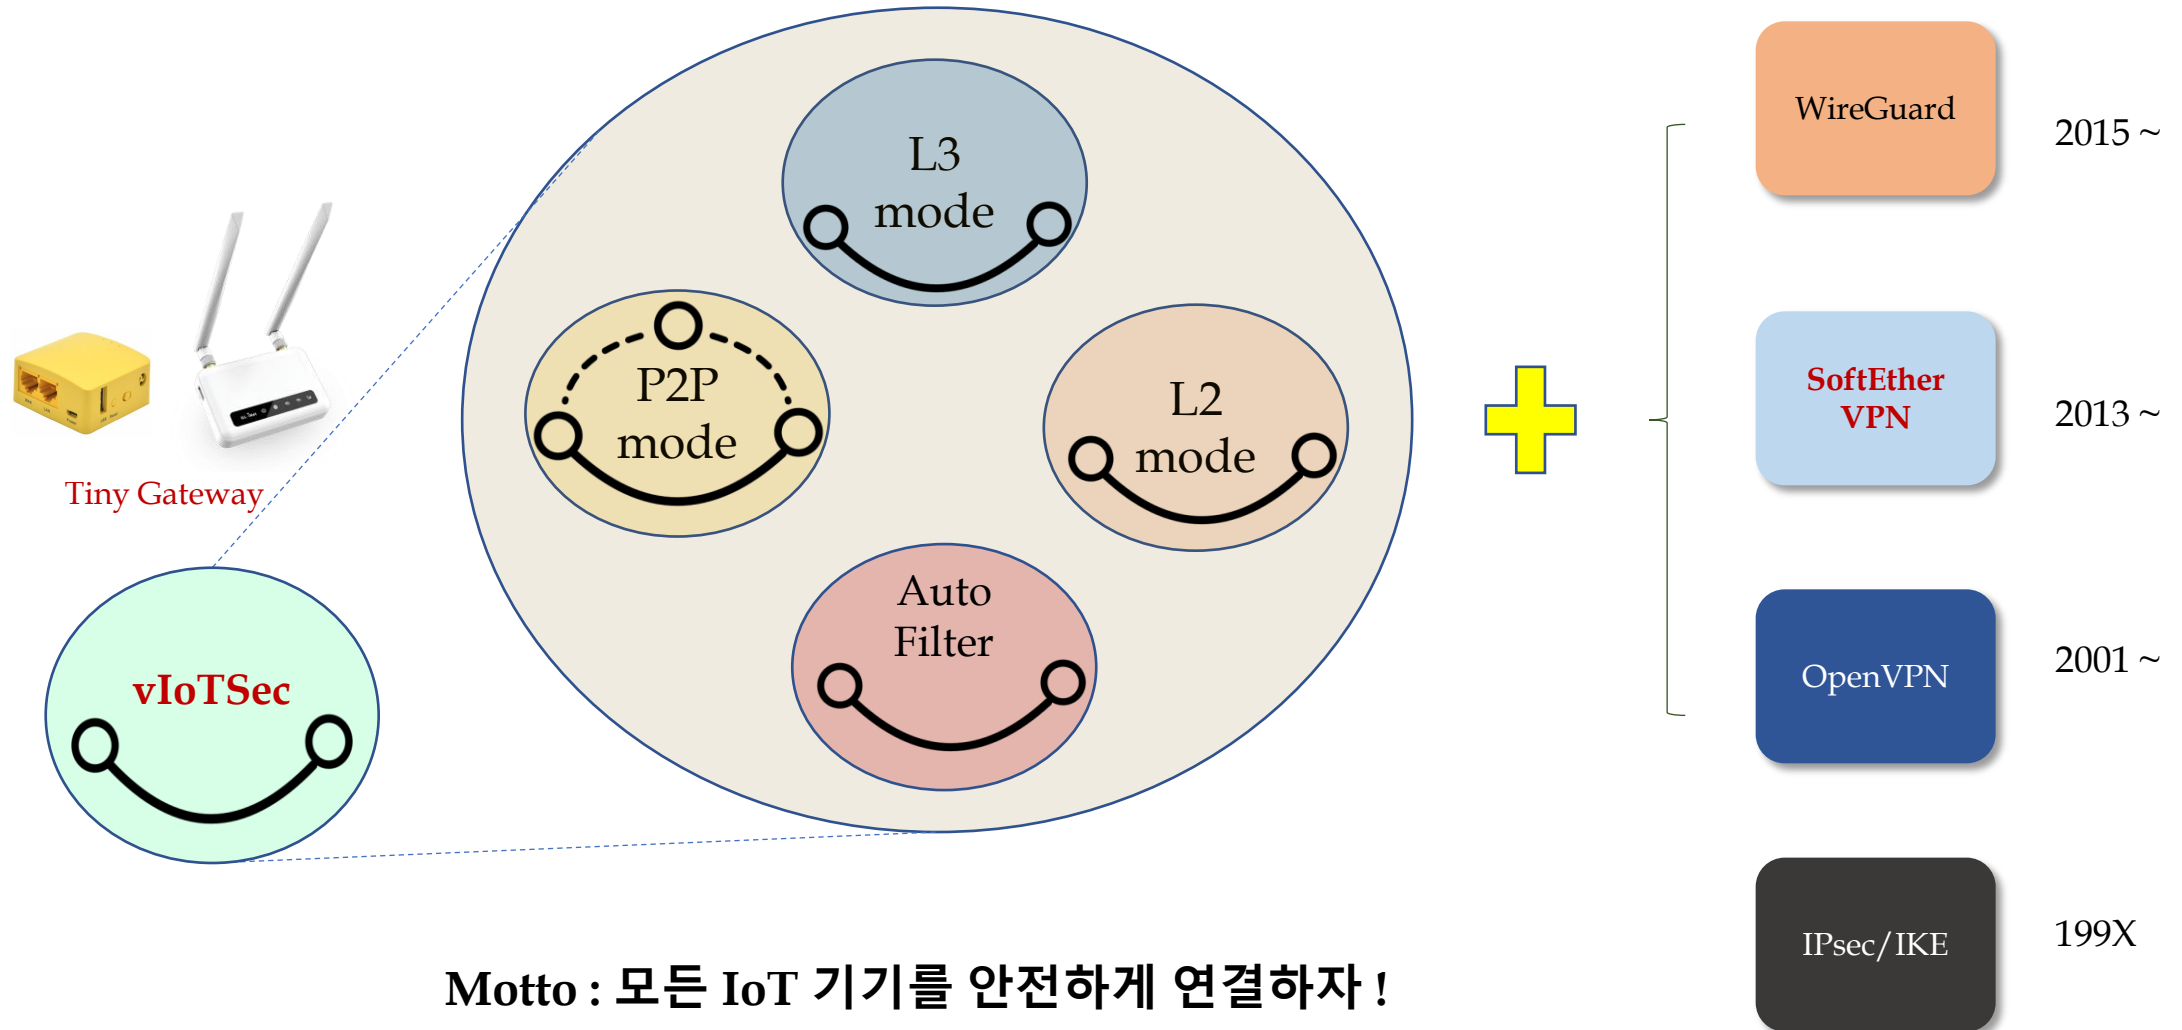 L3
mode
P2P
mode
L2
mode
Auto
Filter
Tiny Gateway
vIoTSec
WireGuard
2015 ~
SoftEther
VPN
2013 ~
OpenVPN
2001 ~
IPsec/IKE
199X
Motto : 모든 IoT 기기를 안전하게 연결하자 !